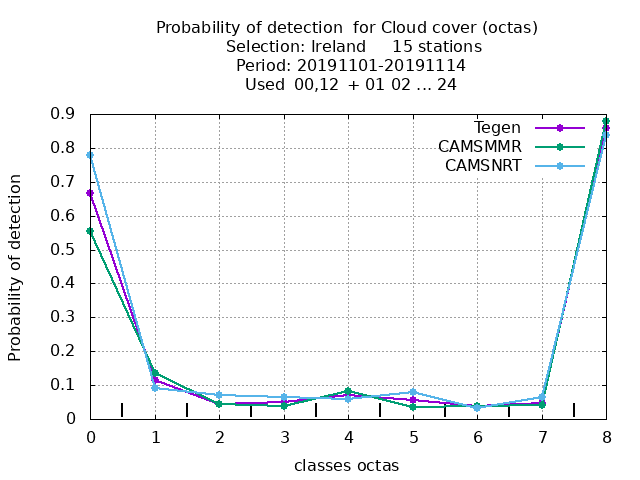 Probability of detection  for Cloud cover (octas)
Selection: Ireland     15 stations
Period: 20191101-20191114
Used  00,12  + 01 02 ... 24
Tegen
CAMSMMR
CAMSNRT
Probability of detection
0.9
0.8
0.7
0.6
0.5
0.4
0.3
0.2
0.1
0
0 1 2 3 4 5 6 7 8
classes octas